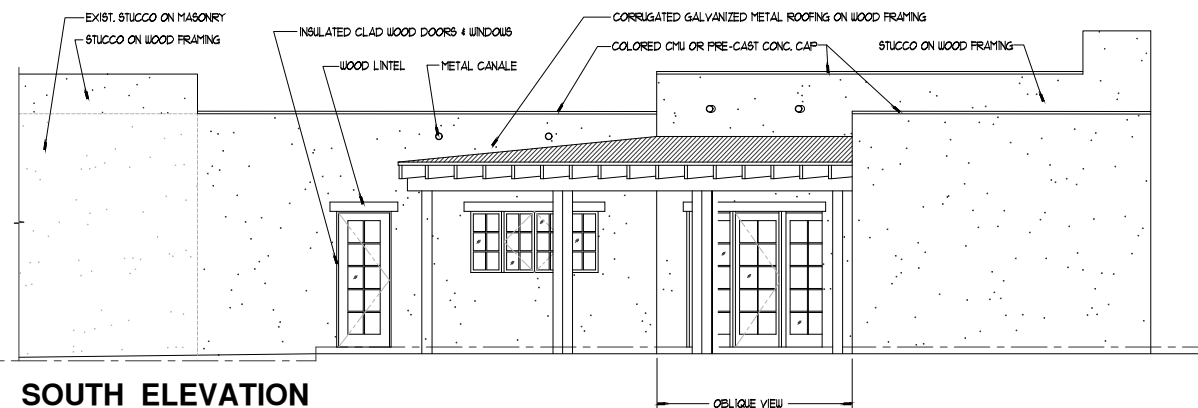 EXIST. STUCCO ON MASONRY
STUCCO ON WOOD FRAMING
INSULATED CLAD WOOD DOORS & WINDOWS
WOOD LINTEL
METAL CANALE
CORRUGATED GALVANIZED METAL ROOFING ON WOOD FRAMING
COLORED CMU OR PRE-CAST CONC. CAP
STUCCO ON WOOD FRAMING
SOUTH ELEVATION
OBLIQUE VIEW